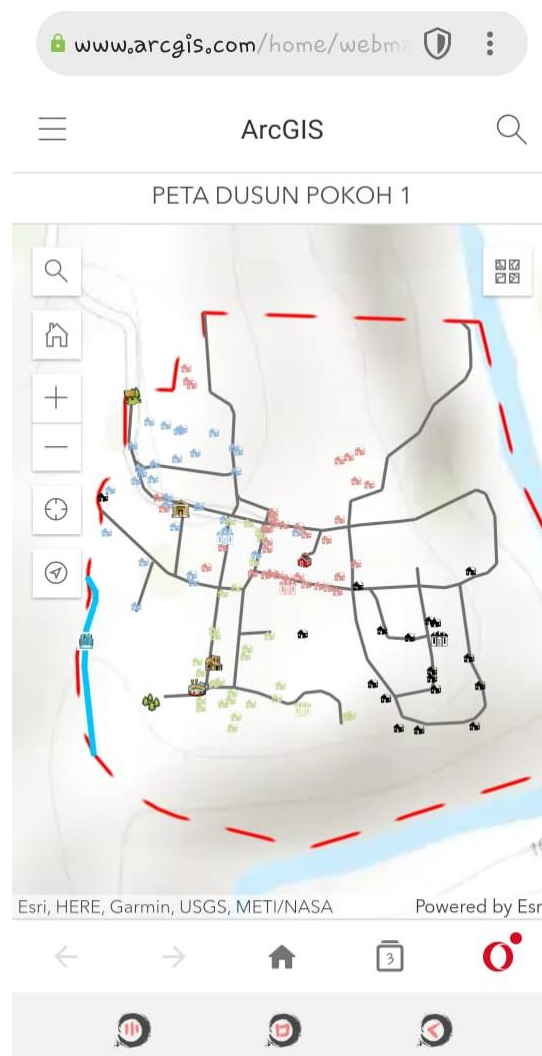 www.arcgis.com/home/webma
ArcGIS
PETA DUSUN POKOH 1
Esri, HERE, Garmin, USGS, METI/NASA
Powered by Esr
3